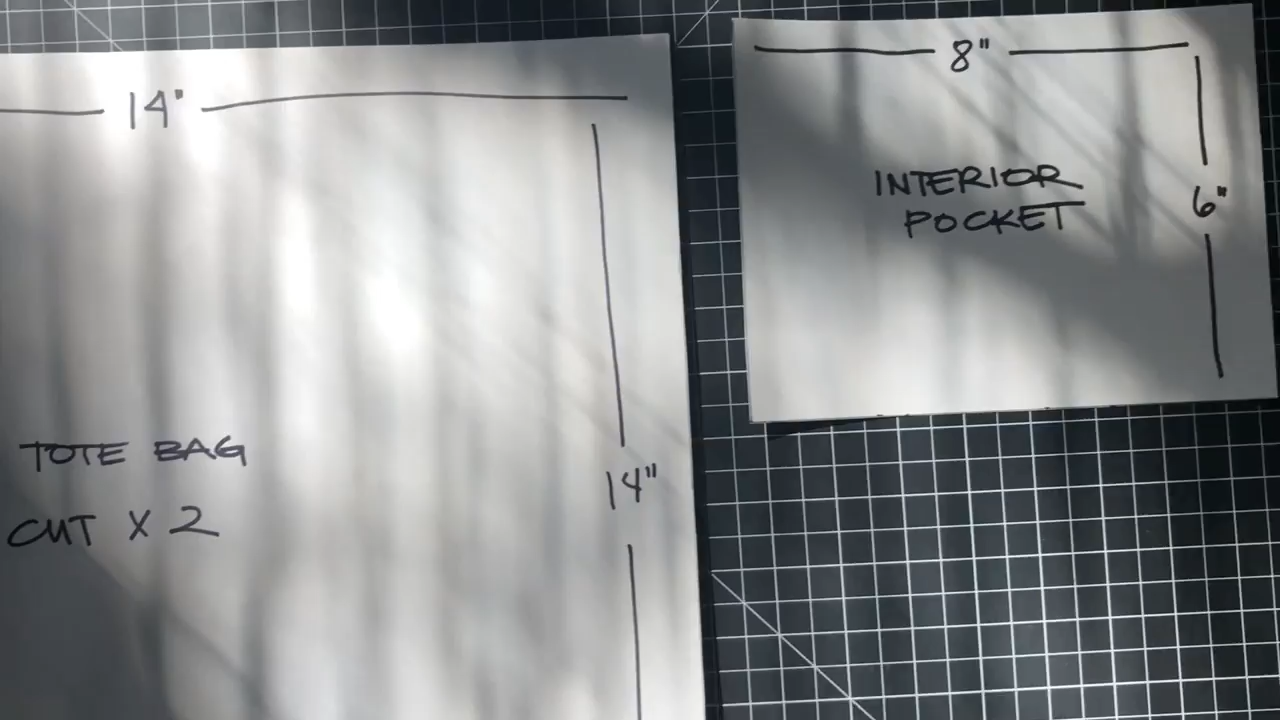 14"
14"
TOTE BAG
CUT X 2
8"
INTERIOR
POCKET
6"